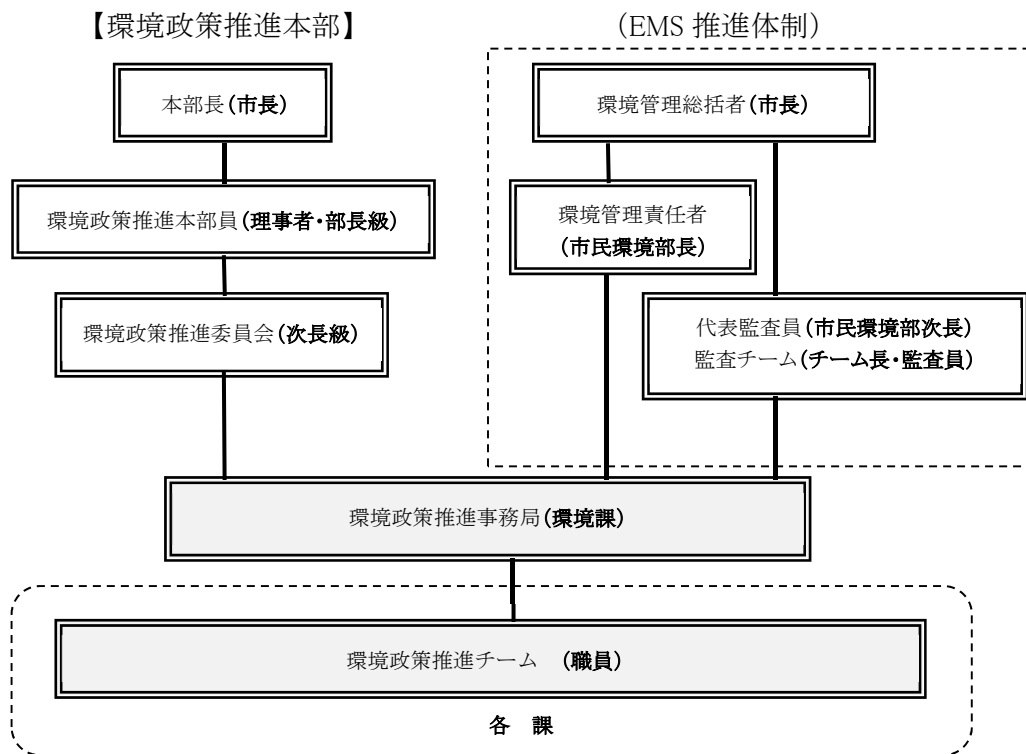 【環境政策推進本部】
(EMS 推進体制)
本部長(市長)
環境管理総括者(市長)
環境政策推進本部員(理事者・部長級)
環境管理責任者
(市民環境部長)
環境政策推進委員会(次長級)
代表監査員(市民環境部次長)
監査チーム(チーム長・監査員)
環境政策推進事務局(環境課)
環境政策推進チーム (職員)
各 課